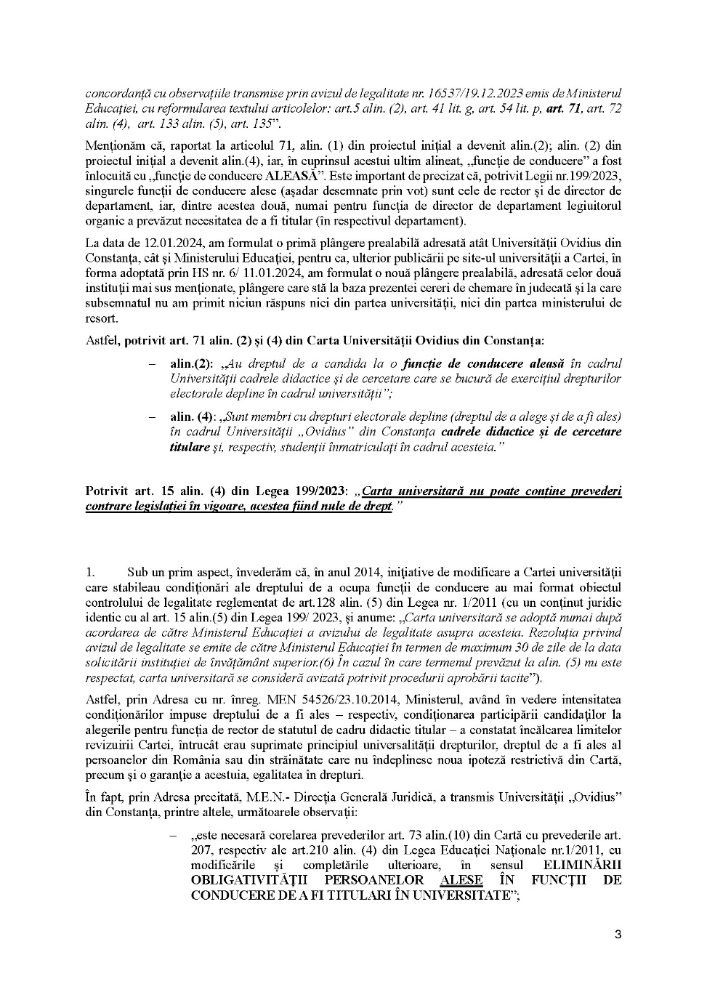 concordanță cu observațiile transmise prin avizul de legalitate nr. 16537/19.12.2023 emis de Ministerul
Educației, cu reformularea textului articolelor: art.5 alin. (2), art. 41 lit. g, art. 54 lit. p, art. 71, art. 72
alin. (4), art. 133 alin. (5), art. 135”.
Menționăm că, raportat la articolul 71, alin. (1) din proiectul inițial a devenit alin.(2); alin. (2) din
proiectul inițial a devenit alin.(4), iar, în cuprinsul acestui ultim alineat, „funcție de conducere” a fost
înlocuită cu „funcție de conducere ALEASĂ”. Este important de precizat că, potrivit Legii nr.199/2023,
singurele funcții de conducere alese (așadar desemnate prin vot) sunt cele de rector și de director de
departament, iar, dintre acestea două, numai pentru funcția de director de departament legiuitorul
organic a prevăzut necesitatea de a fi titular (în respectivul departament).
La data de 12.01.2024, am formulat o primă plângere prealabilă adresată atât Universității Ovidius din
Constanța, cât și Ministerului Educației, pentru ca, ulterior publicării pe site-ul universității a Cartei, în
forma adoptată prin HS nr. 6/ 11.01.2024, am formulat o nouă plângere prealabilă, adresată celor două
instituții mai sus menționate, plângere care stă la baza prezentei cereri de chemare în judecată și la care
subsemnatul nu am primit niciun răspuns nici din partea universității, nici din partea ministerului de
resort.
Astfel, potrivit art. 71 alin. (2) și (4) din Carta Universității Ovidius din Constanța:
– alin.(2): „Au dreptul de a candida la o funcție de conducere aleasă în cadrul
Universității cadrele didactice și de cercetare care se bucură de exercițiul drepturilor
electorale depline în cadrul universității”;
– alin. (4): „Sunt membri cu drepturi electorale depline (dreptul de a alege și de a fi ales)
în cadrul Universității „Ovidius” din Constanța cadrele didactice și de cercetare
titulare și, respectiv, studenții înmatriculați în cadrul acesteia.”
Potrivit art. 15 alin. (4) din Legea 199/2023: „Carta universitară nu poate conține prevederi
contrare legislației în vigoare, acestea fiind nule de drept.”
1. Sub un prim aspect, învederăm că, în anul 2014, inițiative de modificare a Cartei universității
care stabileau condiționări ale dreptului de a ocupa funcții de conducere au mai format obiectul
controlului de legalitate reglementat de art.128 alin. (5) din Legea nr. 1/2011 (cu un conținut juridic
identic cu al art. 15 alin.(5) din Legea 199/ 2023, și anume: „Carta universitară se adoptă numai după
acordarea de către Ministerul Educației a avizului de legalitate asupra acesteia. Rezoluția privind
avizul de legalitate se emite de către Ministerul Educației în termen de maximum 30 de zile de la data
solicitării instituției de învățământ superior.(6) În cazul în care termenul prevăzut la alin. (5) nu este
respectat, carta universitară se consideră avizată potrivit procedurii aprobării tacite”).
Astfel, prin Adresa cu nr. înreg. MEN 54526/23.10.2014, Ministerul, având în vedere intensitatea
condiționărilor impuse dreptului de a fi ales – respectiv, condiționarea participării candidaților la
alegerile pentru funcția de rector de statutul de cadru didactic titular – a constatat încălcarea limitelor
revizuirii Cartei, întrucât erau suprimate principiul universalității drepturilor, dreptul de a fi ales al
persoanelor din România sau din străinătate care nu îndeplinesc noua ipoteză restrictivă din Cartă,
precum și o garanție a acestuia, egalitatea în drepturi.
În fapt, prin Adresa precitată, M.E.N.- Direcția Generală Juridică, a transmis Universității „Ovidius”
din Constanța, printre altele, următoarele observații:
– „este necesară corelarea prevederilor art. 73 alin.(10) din Cartă cu prevederile art.
207, respectiv ale art.210 alin. (4) din Legea Educației Naționale nr.1/2011, cu
modificările și completările ulterioare, în sensul ELIMINĂRII
OBLIGATIVITĂȚII PERSOANELOR ALESE ÎN FUNCȚII DE
CONDUCERE DE A FI TITULARI ÎN UNIVERSITATE”;
3